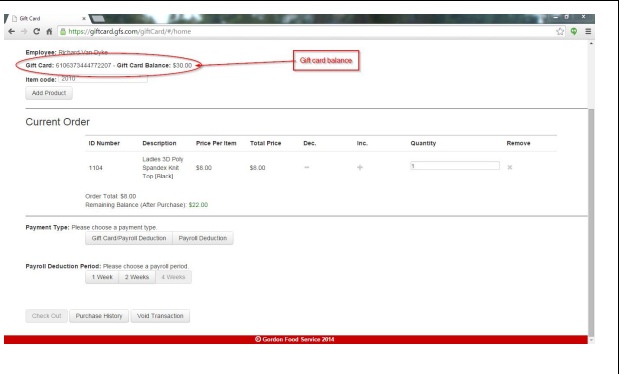 Gift Card
https://giftcard.gfs.com/giftCard/#/home
Employee: Richard Van Dyke
Gift Card: 6106373444772207 - Gift Card Balance: $30.00
Gift card balance
Item code: 2010
Add Product
Current Order
ID Number Description Price Per Item Total Price Dec. Inc. Quantity Remove
1104 Ladies 3D Poly Spandex Knit Top [Black] $8.00 $8.00 − + 1 ×
Order Total: $8.00
Remaining Balance (After Purchase): $22.00
Payment Type: Please choose a payment type.
Gift Card/Payroll Deduction Payroll Deduction
Payroll Deduction Period: Please choose a payroll period.
1 Week 2 Weeks 4 Weeks
Check Out Purchase History Void Transaction
© Gordon Food Service 2014